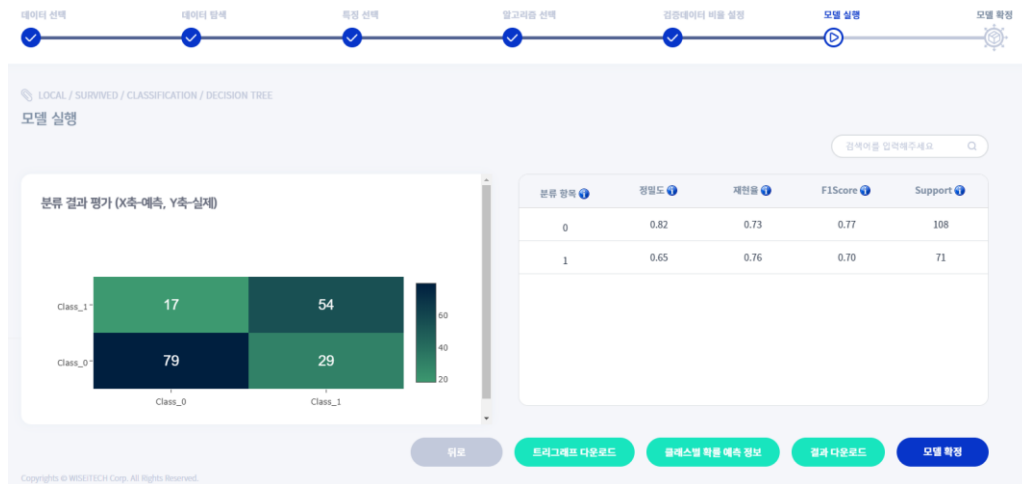 데이터 선택 데이터 탐색 특징 선택 알고리즘 선택 검증데이터 비율 설정 모델 실행 모델 확정
LOCAL / SURVIVED / CLASSIFICATION / DECISION TREE
모델 실행
검색어를 입력해주세요
분류 결과 평가 (X축-예측, Y축-실제)
Class_1 17 54
Class_0 79 29
Class_0 Class_1
60
40
20
분류 항목 정밀도 재현율 F1Score Support
0 0.82 0.73 0.77 108
1 0.65 0.76 0.70 71
뒤로 트리그래프 다운로드 클래스별 확률 예측 정보 결과 다운로드 모델 확정
Copyrights © WISEITECH Corp. All Rights Reserved.